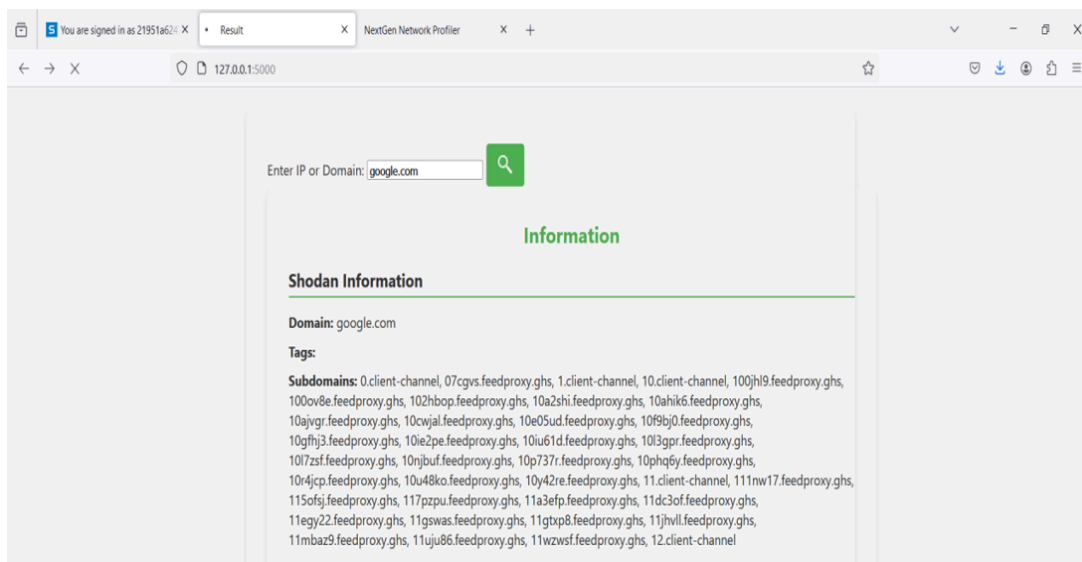 You are signed in as 21951a624
Result
NextGen Network Profiler
127.0.0.1:5000
Enter IP or Domain: google.com
Information
Shodan Information
Domain: google.com
Tags:
Subdomains: 0.client-channel, 07cgvs.feedproxy.ghs, 1.client-channel, 10.client-channel, 100jhl9.feedproxy.ghs,
100ov8e.feedproxy.ghs, 102hbop.feedproxy.ghs, 10a2shi.feedproxy.ghs, 10ahik6.feedproxy.ghs,
10ajvgr.feedproxy.ghs, 10cwjal.feedproxy.ghs, 10e05ud.feedproxy.ghs, 10f9bj0.feedproxy.ghs,
10gfhj3.feedproxy.ghs, 10ie2pe.feedproxy.ghs, 10iu61d.feedproxy.ghs, 10l3gpr.feedproxy.ghs,
10l7zsf.feedproxy.ghs, 10njbuf.feedproxy.ghs, 10p737r.feedproxy.ghs, 10phq6y.feedproxy.ghs,
10r4jcp.feedproxy.ghs, 10u48ko.feedproxy.ghs, 10y42re.feedproxy.ghs, 11.client-channel, 111nw17.feedproxy.ghs,
115ofsj.feedproxy.ghs, 117pzpu.feedproxy.ghs, 11a3efp.feedproxy.ghs, 11dc3of.feedproxy.ghs,
11egy22.feedproxy.ghs, 11gswas.feedproxy.ghs, 11gtxp8.feedproxy.ghs, 11jhvll.feedproxy.ghs,
11mbaz9.feedproxy.ghs, 11uju86.feedproxy.ghs, 11wzwsf.feedproxy.ghs, 12.client-channel